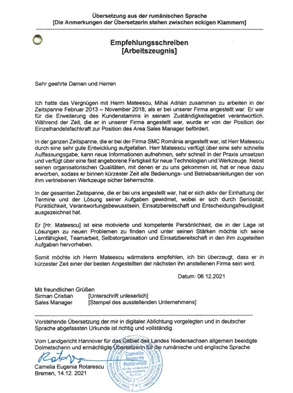 Übersetzung aus der rumänischen Sprache
[Die Anmerkungen der Übersetzerin stehen zwischen eckigen Klammern]
Empfehlungsschreiben
[Arbeitszeugnis]
Sehr geehrte Damen und Herren
Ich hatte das Vergnügen mit Herrn Mateescu, Mihai Adrian zusammen zu arbeiten in der
Zeitspanne Februar 2013 – November 2018, als er bei unserer Firma angestellt war. Er war
für die Erweiterung des Kundenstamms in seinem Zuständigkeitsgebiet verantwortlich.
Während der Zeit, die er in unserer Firma angestellt war, wurde er von der Position der
Einzelhandelsfachkraft zur Position des Area Sales Manager befördert.
In der ganzen Zeitspanne, die er bei der Firma SMC România angestellt war, ist Herr Mateescu
durch eine sehr gute Entwicklung aufgefallen. Herr Mateescu verfügt über eine sehr schnelle
Auffassungsgabe, kann neue Informationen aufnehmen, sehr schnell in der Praxis umsetzen
und verfügt über eine fast angeborene Fertigkeit für neue Technologien und Werkzeuge. Nebst
seinen organisatorischen Qualitäten, mit denen er zu uns gekommen ist, hat er neue dazu
erworben, sodass er binnen kürzester Zeit alle Bedienungs- und Betriebsanleitungen der von
ihm vertriebenen Werkzeuge sicher beherrschte.
In der gesamten Zeitspanne, die er bei uns angestellt war, hat er sich aktiv der Einhaltung der
Termine und der Lösung seiner Aufgaben gewidmet, wobei er sich durch Seriosität,
Pünktlichkeit, Verantwortungsbewusstsein, Einsatzbereitschaft und Entscheidungsfreudigkeit
ausgezeichnet hat.
Er [Hr. Mateescu] ist eine motivierte und kompetente Persönlichkeit, die in der Lage ist
Lösungen zu neuen Problemen zu finden und unter seinen Stärken möchte ich seine
Lernfähigkeit, Teamarbeit, Selbstorganisation und Einsatzbereitschaft in den ihm zugeteilten
Aufgaben hervorheben.
Somit möchte ich Herrn Mateescu wärmstens empfehlen, ich bin überzeugt, dass er in
kürzester Zeit einer der besten Angestellten der nächsten ihn anstellenden Firma sein wird.
Datum: 08.12.2021
Mit freundlichen Grüßen
Sirman Cristian [Unterschrift unleserlich]
Sales Manager [Stempel des ausstellenden Unternehmens]
Vorstehende Übersetzung der mir in digitaler Ablichtung vorgelegten und in deutscher
Sprache abgefassten Urkunde ist richtig und vollständig.
Vom Landgericht Hannover für das Gebiet des Landes Niedersachsen allgemein beeidigte
Dolmetscherin und ermächtigte Übersetzerin für die rumänische und englische Sprache
Camelia Eugenia Rotarescu
Bremen, 14.12. 2021